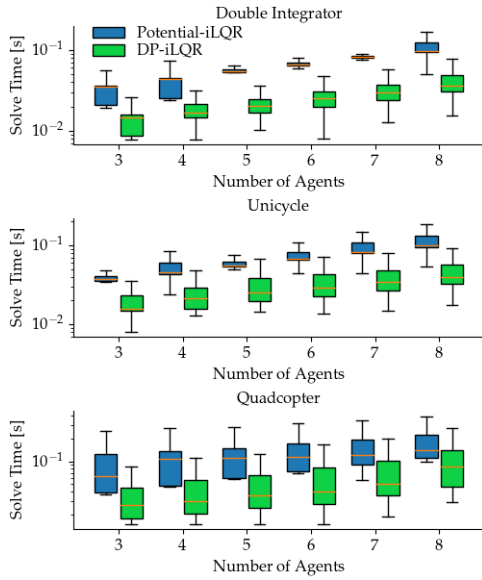 Double Integrator
Potential-iLQR
DP-iLQR
Solve Time [s]
10⁻¹
10⁻²
3 4 5 6 7 8
Number of Agents
Unicycle
Solve Time [s]
10⁻¹
10⁻²
3 4 5 6 7 8
Number of Agents
Quadcopter
Solve Time [s]
10⁻¹
3 4 5 6 7 8
Number of Agents